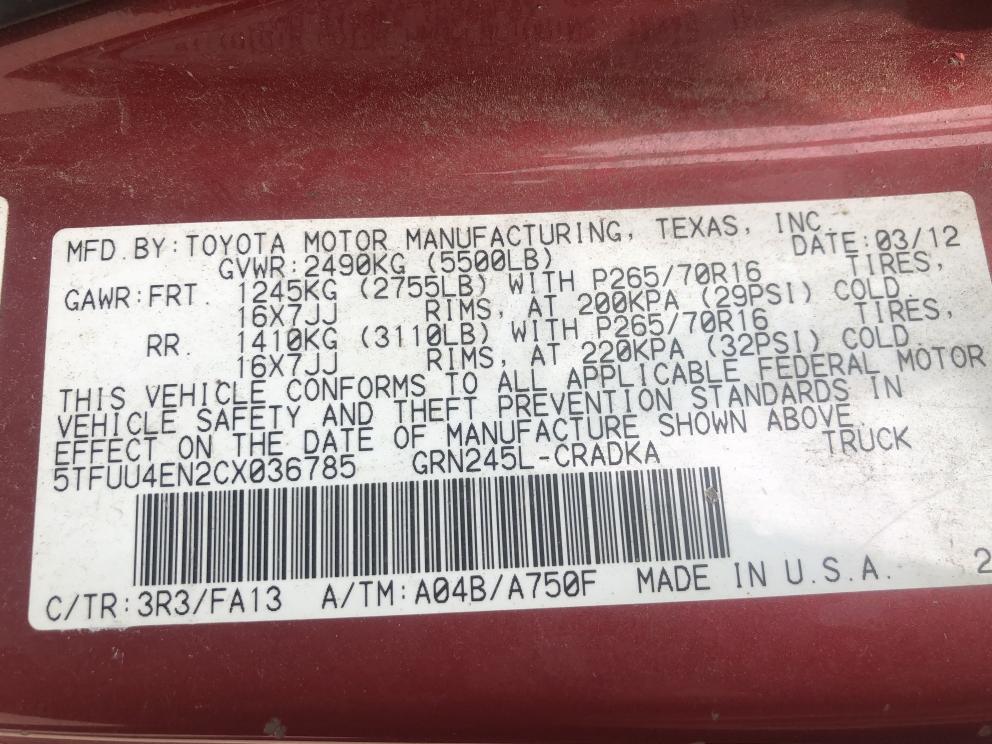 MFD. BY: TOYOTA MOTOR MANUFACTURING, TEXAS, INC.
DATE: 03/12
GVWR: 2490KG (5500LB)
GAWR: FRT. 1245KG (2755LB) WITH P265/70R16 TIRES,
16X7JJ RIMS, AT 200KPA (29PSI) COLD
RR. 1410KG (3110LB) WITH P265/70R16 TIRES,
16X7JJ RIMS, AT 220KPA (32PSI) COLD
THIS VEHICLE CONFORMS TO ALL APPLICABLE FEDERAL MOTOR
VEHICLE SAFETY AND THEFT PREVENTION STANDARDS IN
EFFECT ON THE DATE OF MANUFACTURE SHOWN ABOVE.
5TFUU4EN2CX036785 GRN245L-CRADKA TRUCK
C/TR: 3R3/FA13 A/TM: A04B/A750F MADE IN U.S.A. 2